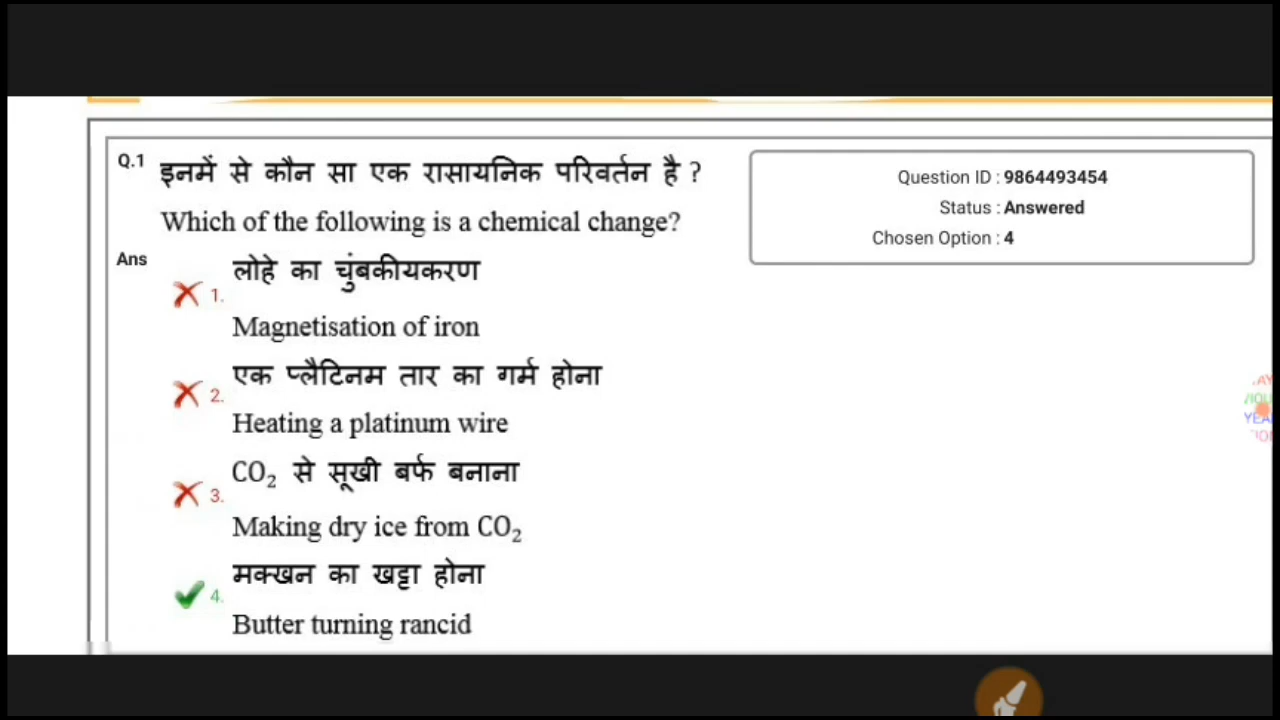 Q.1 इनमें से कौन सा एक रासायनिक परिवर्तन है ?
Which of the following is a chemical change?
Question ID : 9864493454
Status : Answered
Chosen Option : 4
Ans
1. लोहे का चुंबकीयकरण
Magnetisation of iron
2. एक प्लैटिनम तार का गर्म होना
Heating a platinum wire
3. CO₂ से सूखी बर्फ बनाना
Making dry ice from CO₂
4. मक्खन का खट्टा होना
Butter turning rancid